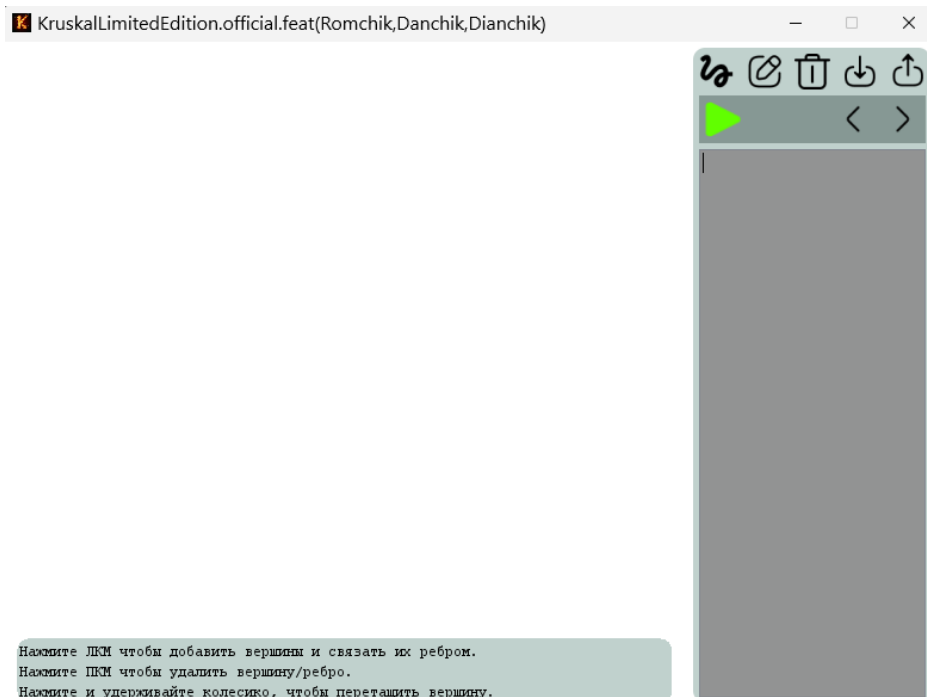 KruskalLimitedEdition.official.feat(Romchik,Danchik,Dianchik)
Нажмите ЛКМ чтобы добавить вершины и связать их ребром.
Нажмите ПКМ чтобы удалить вершину/ребро.
Нажмите и удерживайте колесико, чтобы перетащить вершину.